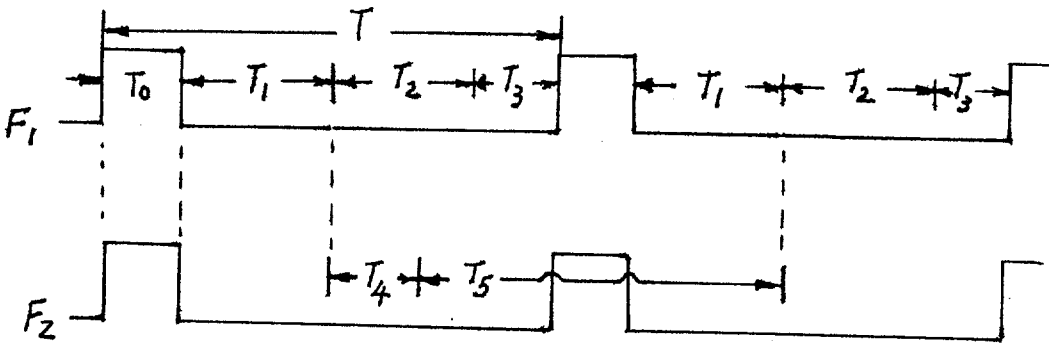 T
T₀ T₁ T₂ T₃ T₁ T₂ T₃
F₁
T₄ T₅
F₂